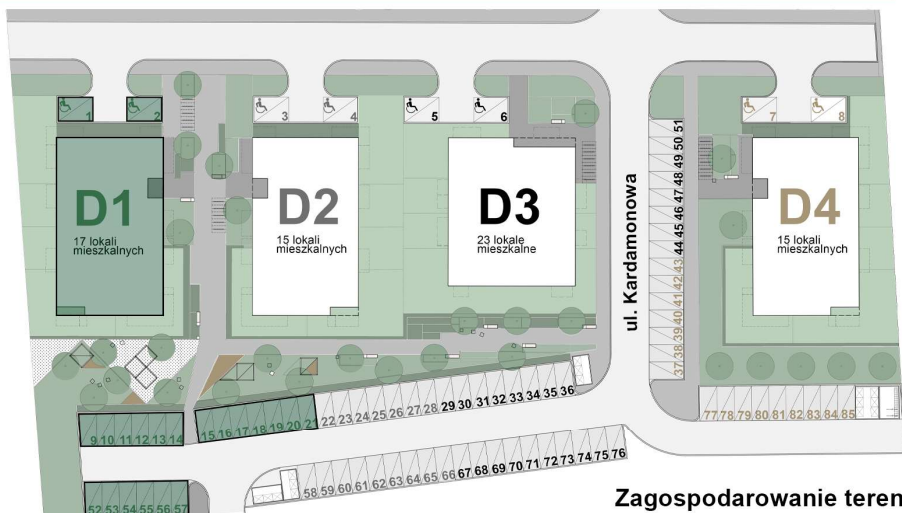 1
2
3
4
5
6
7
8
D1
17 lokali
mieszkalnych
D2
15 lokali
mieszkalnych
D3
23 lokale
mieszkalne
D4
15 lokali
mieszkalnych
ul. Kardamonowa
51
50
49
48
47
46
45
44
43
42
41
40
39
38
37
9 10 11 12 13 14
15 16 17 18 19 20 21 22 23 24 25 26 27 28 29 30 31 32 33 34 35 36
77 78 79 80 81 82 83 84 85
52 53 54 55 56 57
58 59 60 61 62 63 64 65 66 67 68 69 70 71 72 73 74 75 76
Zagospodarowanie teren